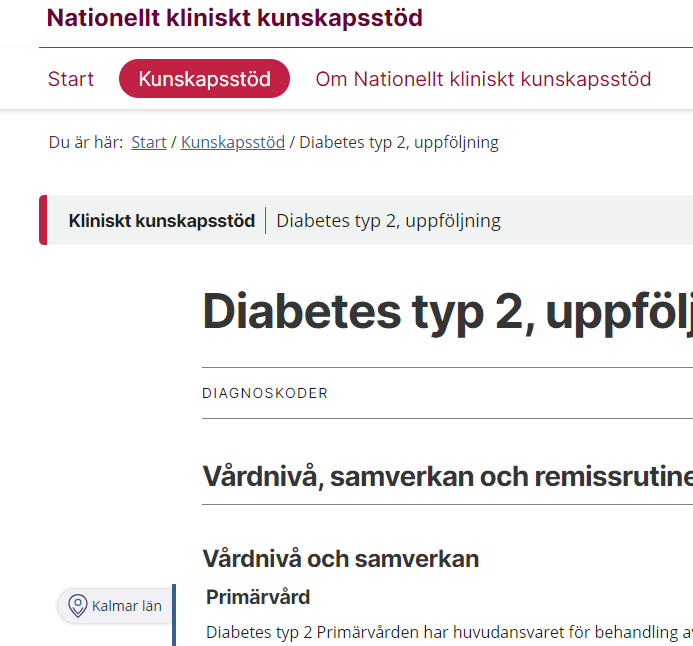 Nationellt kliniskt kunskapsstöd
Start Kunskapsstöd Om Nationellt kliniskt kunskapsstöd
Du är här: Start / Kunskapsstöd / Diabetes typ 2, uppföljning
Kliniskt kunskapsstöd | Diabetes typ 2, uppföljning
Diabetes typ 2, uppfölj
DIAGNOSKODER
Vårdnivå, samverkan och remissrutine
Vårdnivå och samverkan
Primärvård
Kalmar län
Diabetes typ 2 Primärvården har huvudansvaret för behandling av